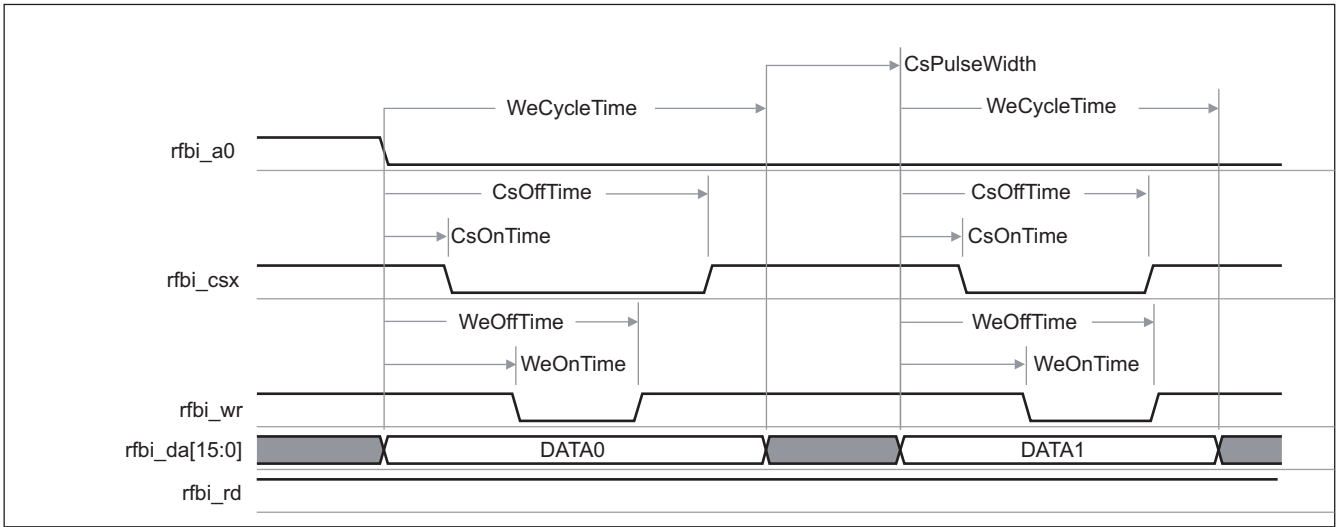 CsPulseWidth
WeCycleTime WeCycleTime
rfbi_a0
CsOffTime CsOffTime
CsOnTime CsOnTime
rfbi_csx
WeOffTime WeOffTime
WeOnTime WeOnTime
rfbi_wr
rfbi_da[15:0] DATA0 DATA1
rfbi_rd